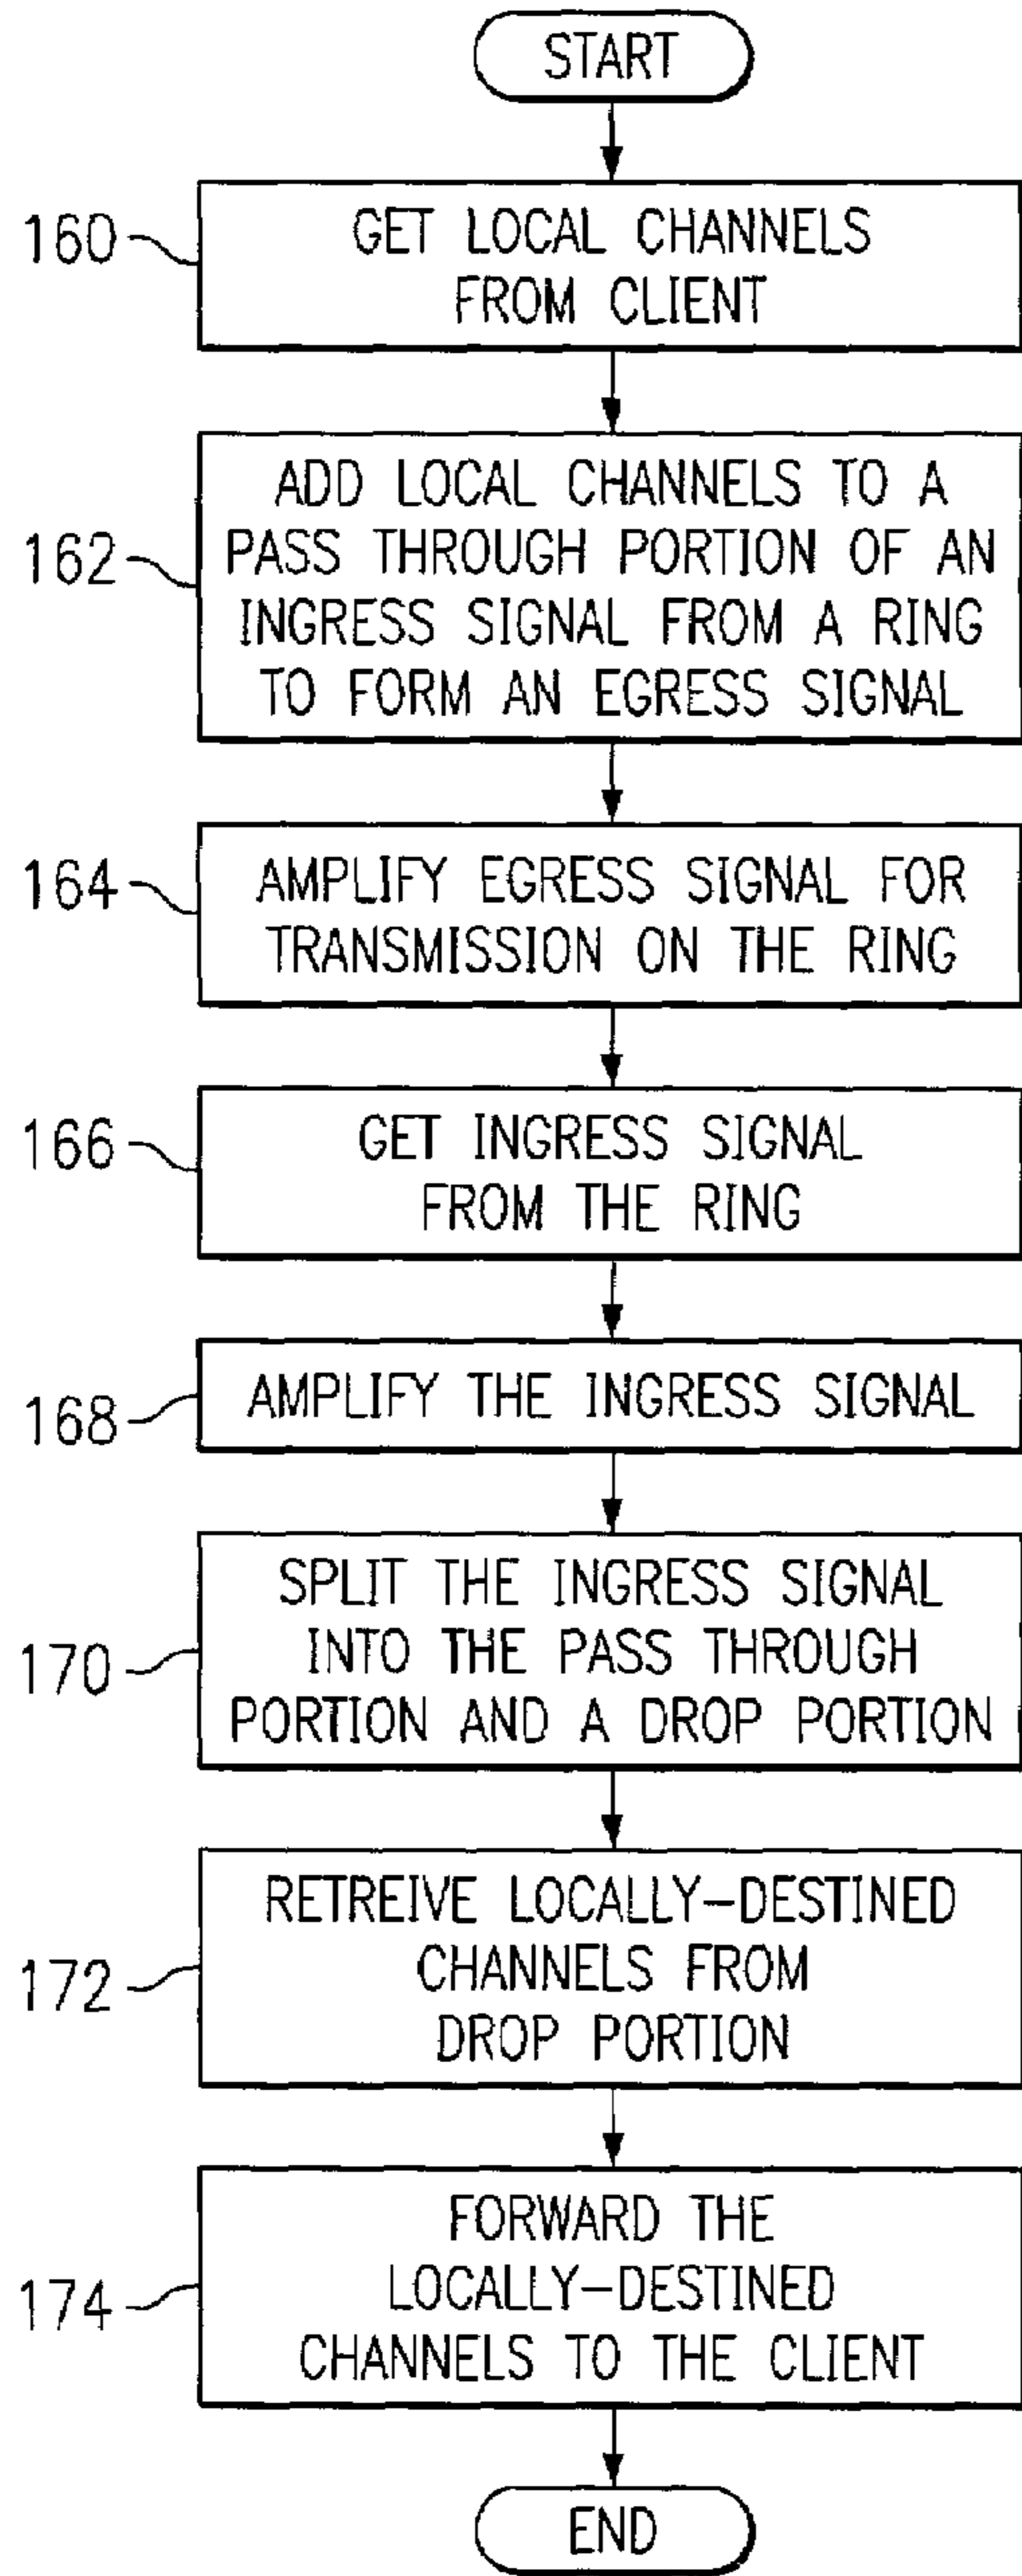 START
160
GET LOCAL CHANNELS
FROM CLIENT
162
ADD LOCAL CHANNELS TO A
PASS THROUGH PORTION OF AN
INGRESS SIGNAL FROM A RING
TO FORM AN EGRESS SIGNAL
164
AMPLIFY EGRESS SIGNAL FOR
TRANSMISSION ON THE RING
166
GET INGRESS SIGNAL
FROM THE RING
168
AMPLIFY THE INGRESS SIGNAL
170
SPLIT THE INGRESS SIGNAL
INTO THE PASS THROUGH
PORTION AND A DROP PORTION
172
RETREIVE LOCALLY-DESTINED
CHANNELS FROM
DROP PORTION
174
FORWARD THE
LOCALLY-DESTINED
CHANNELS TO THE CLIENT
END